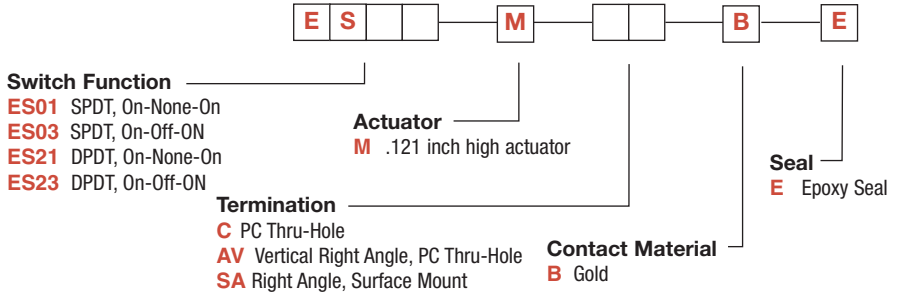 E S M B E
Switch Function
ES01 SPDT, On-None-On
ES03 SPDT, On-Off-ON
ES21 DPDT, On-None-On
ES23 DPDT, On-Off-ON
Actuator
M .121 inch high actuator
Termination
C PC Thru-Hole
AV Vertical Right Angle, PC Thru-Hole
SA Right Angle, Surface Mount
Contact Material
B Gold
Seal
E Epoxy Seal